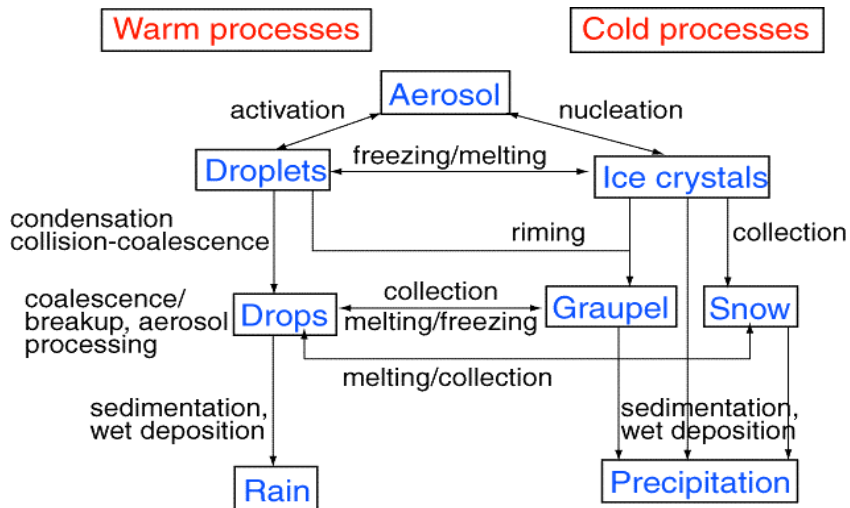 Warm processes
Cold processes
Aerosol
activation
nucleation
Droplets
freezing/melting
Ice crystals
condensation
collision-coalescence
riming
collection
coalescence/
breakup, aerosol
processing
Drops
collection
melting/freezing
Graupel
Snow
melting/collection
sedimentation,
wet deposition
sedimentation,
wet deposition
Rain
Precipitation